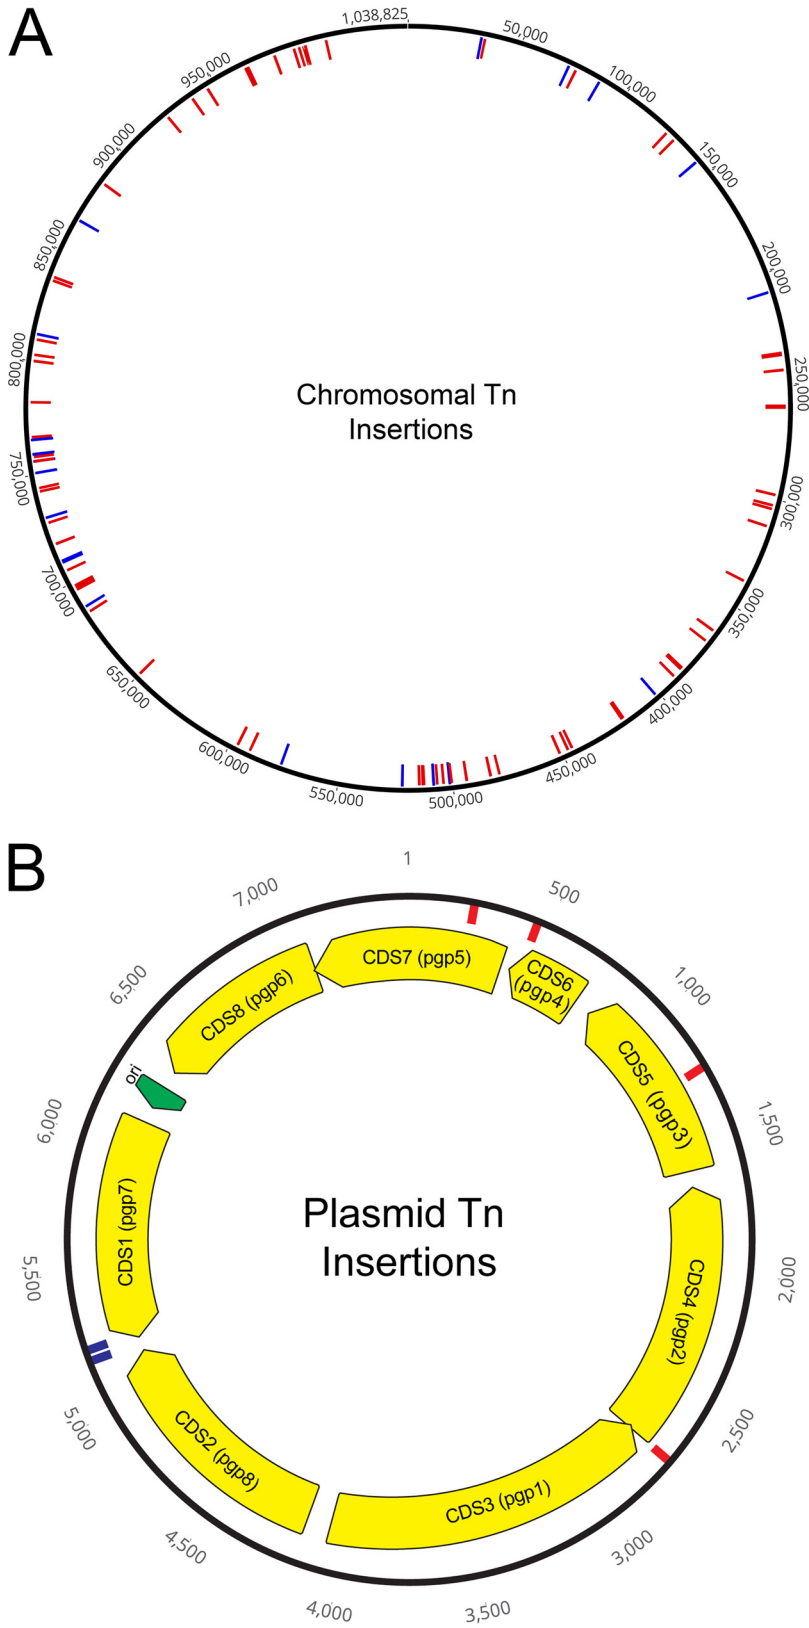 A
1,038,825
50,000
100,000
150,000
200,000
250,000
300,000
350,000
400,000
450,000
500,000
550,000
600,000
650,000
700,000
750,000
800,000
850,000
900,000
950,000
Chromosomal Tn
Insertions
B
1
500
1,000
1,500
2,000
2,500
3,000
3,500
4,000
4,500
5,000
5,500
6,000
6,500
7,000
CDS7 (pgp5)
CDS6
(pgp4)
CDS5 (pgp3)
CDS4 (pgp2)
CDS3 (pgp1)
CDS2 (pgp8)
CDS1 (pgp7)
ori
CDS8 (pgp6)
Plasmid Tn
Insertions